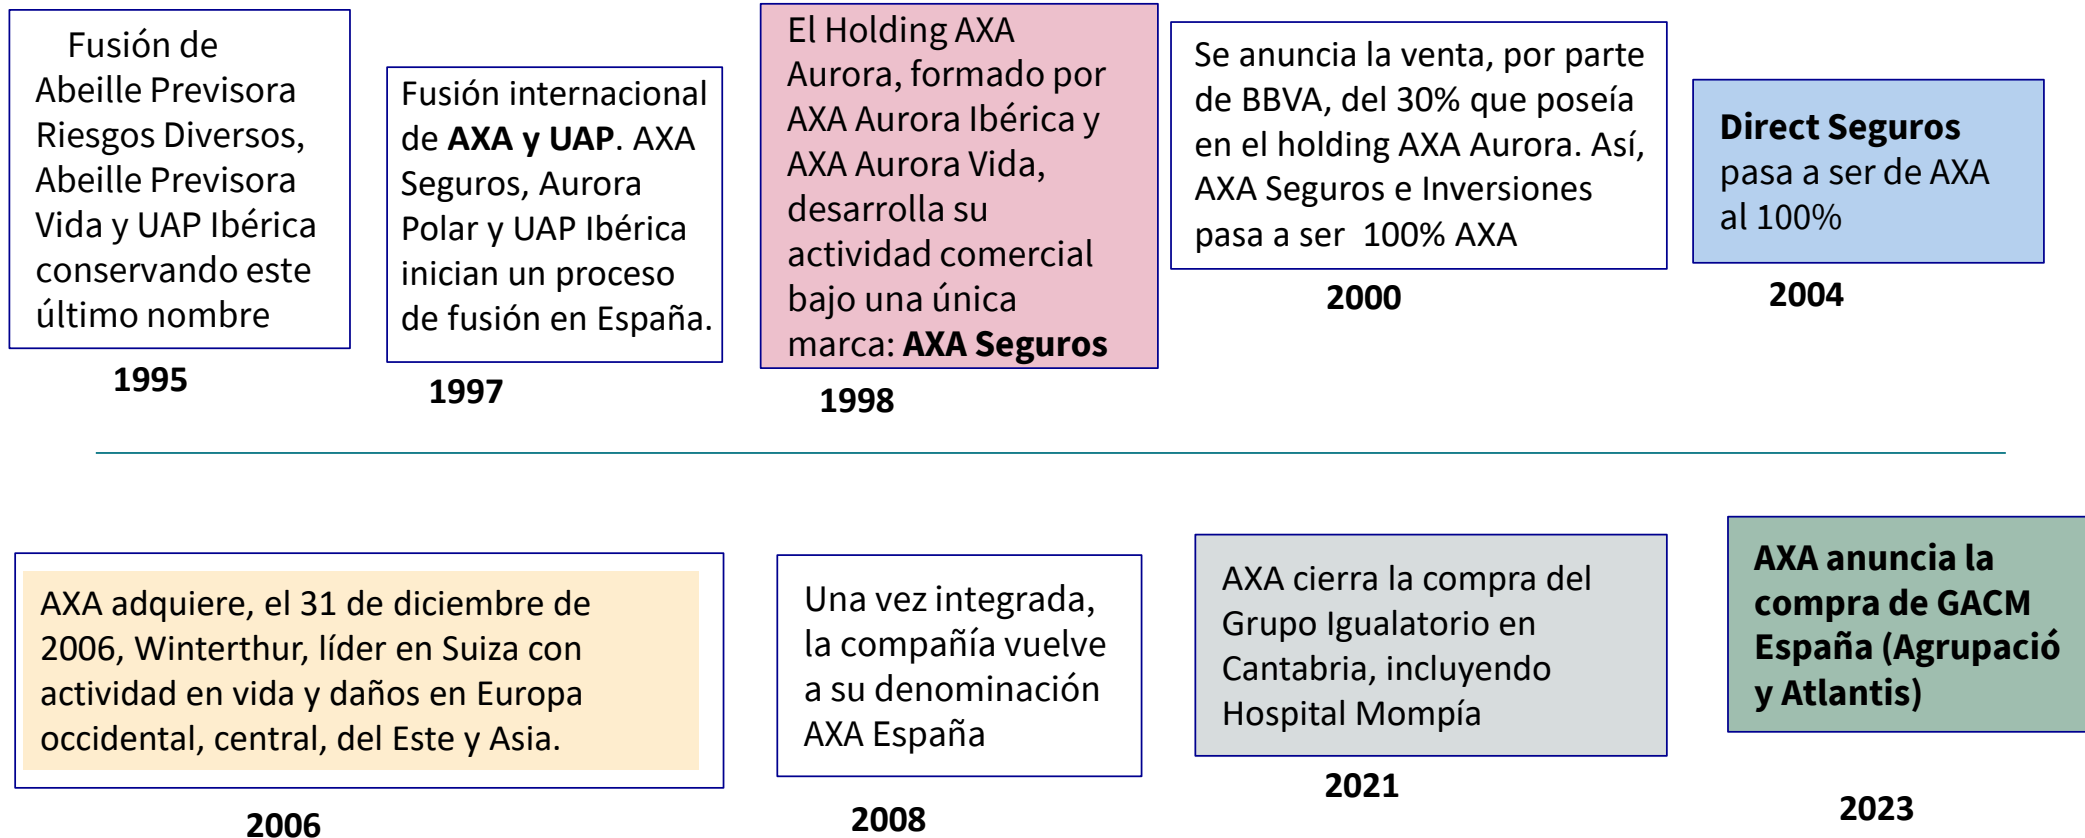 Fusión de
Abeille Previsora
Riesgos Diversos,
Abeille Previsora
Vida y UAP Ibérica
conservando este
último nombre
1995
Fusión internacional
de AXA y UAP. AXA
Seguros, Aurora
Polar y UAP Ibérica
inician un proceso
de fusión en España.
1997
El Holding AXA
Aurora, formado por
AXA Aurora Ibérica y
AXA Aurora Vida,
desarrolla su
actividad comercial
bajo una única
marca: AXA Seguros
1998
Se anuncia la venta, por parte
de BBVA, del 30% que poseía
en el holding AXA Aurora. Así,
AXA Seguros e Inversiones
pasa a ser 100% AXA
2000
Direct Seguros
pasa a ser de AXA
al 100%
2004
AXA adquiere, el 31 de diciembre de
2006, Winterthur, líder en Suiza con
actividad en vida y daños en Europa
occidental, central, del Este y Asia.
2006
Una vez integrada,
la compañía vuelve
a su denominación
AXA España
2008
AXA cierra la compra del
Grupo Igualatorio en
Cantabria, incluyendo
Hospital Mompía
2021
AXA anuncia la
compra de GACM
España (Agrupació
y Atlantis)
2023